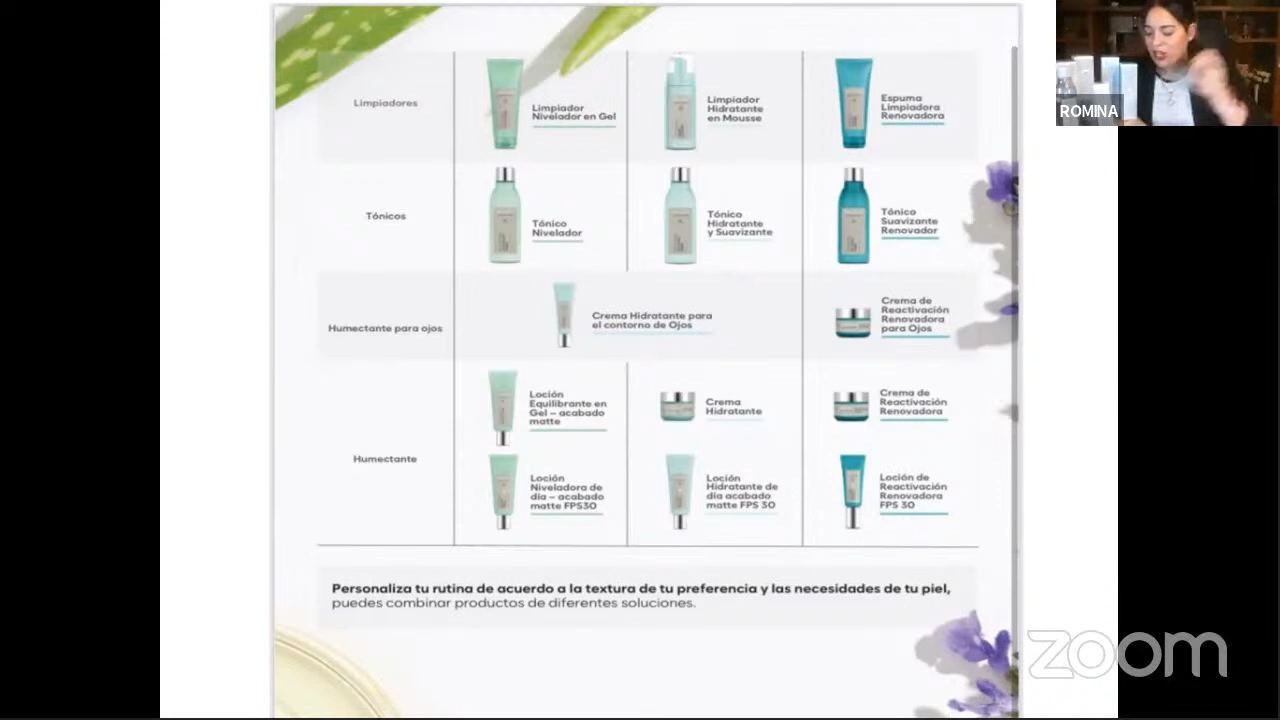 Limpiadores
Limpiador
Nivelador en Gel
Limpiador
Hidratante
en Mousse
Espuma
Limpiadora
Renovadora
ROMINA
Tónicos
Tónico
Nivelador
Tónico
Hidratante
y Suavizante
Tónico
Suavizante
Renovador
Humectante para ojos
Crema Hidratante para
el contorno de Ojos
Crema de
Reactivación
Renovadora
para Ojos
Humectante
Loción
Equilibrante en
Gel – acabado
matte
Crema
Hidratante
Crema de
Reactivación
Renovadora
Loción
Niveladora de
día – acabado
matte FPS30
Loción
Hidratante de
día acabado
matte FPS 30
Loción de
Reactivación
Renovadora
FPS 30
Personaliza tu rutina de acuerdo a la textura de tu preferencia y las necesidades de tu piel,
puedes combinar productos de diferentes soluciones.
zoom